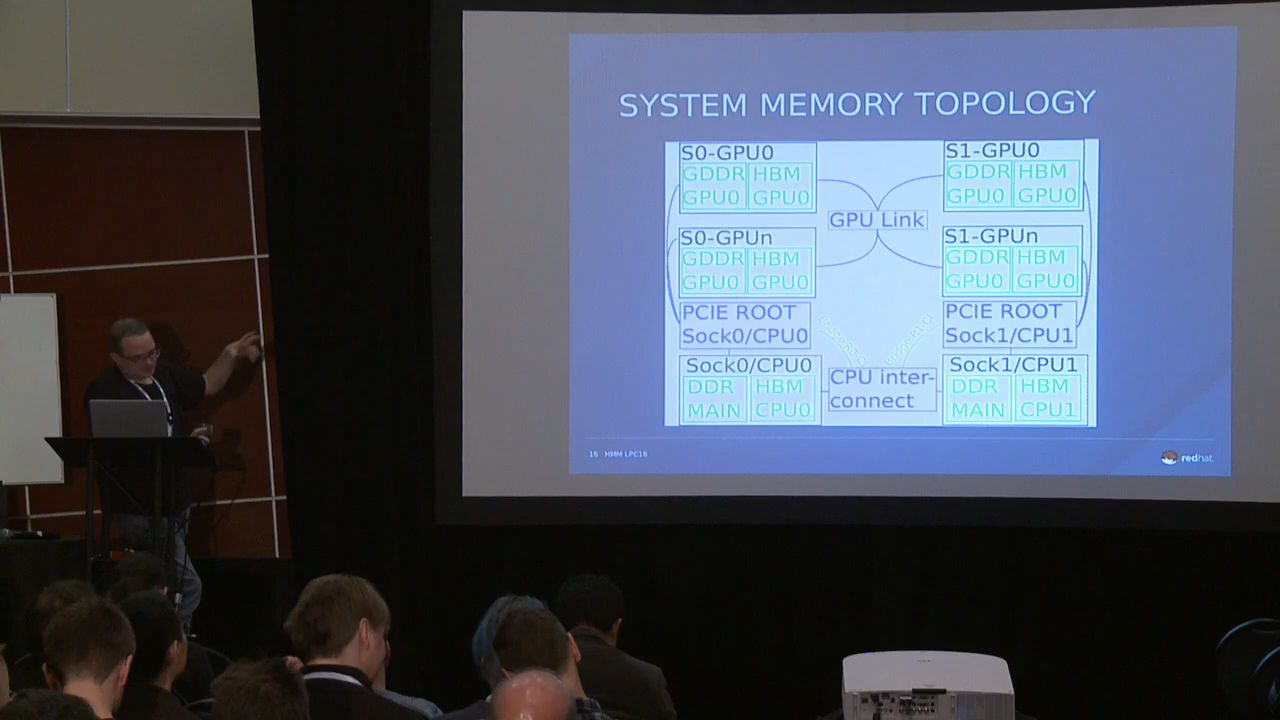 SYSTEM MEMORY TOPOLOGY
S0-GPU0
GDDR HBM
GPU0 GPU0
S1-GPU0
GDDR HBM
GPU0 GPU0
GPU Link
S0-GPUn
GDDR HBM
GPU0 GPU0
S1-GPUn
GDDR HBM
GPU0 GPU0
PCIE ROOT
Sock0/CPU0
PCIE ROOT
Sock1/CPU1
Sock0/CPU0
DDR HBM
MAIN CPU0
CPU inter-
connect
Sock1/CPU1
DDR HBM
MAIN CPU1
16 HMM LPC18
redhat.